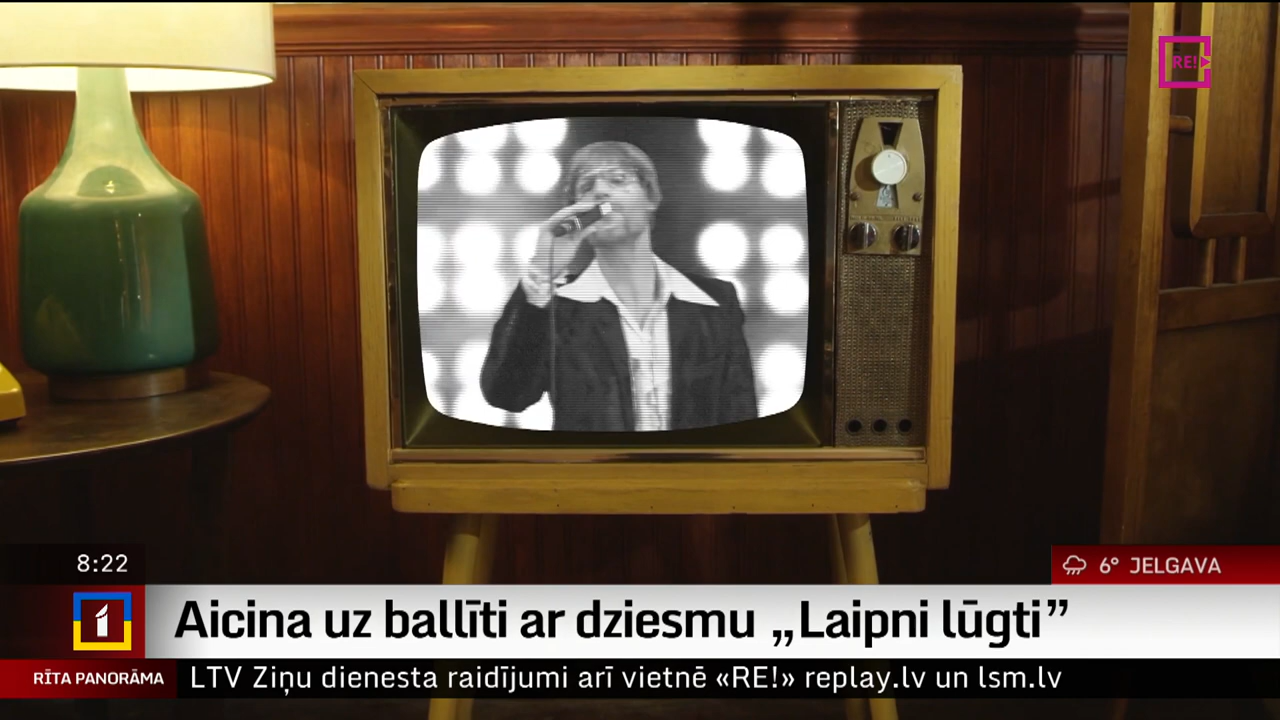 RE!
8:22
6° JELGAVA
1
Aicina uz ballīti ar dziesmu „Laipni lūgti”
RĪTA PANORĀMA
LTV Ziņu dienesta raidījumi arī vietnē «RE!» replay.lv un lsm.lv